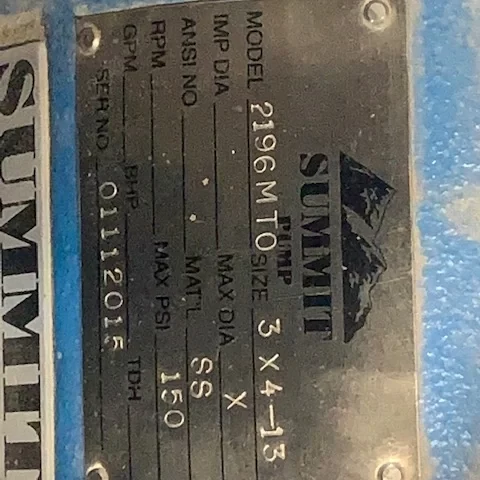 SUMMIT
PUMP
MODEL 2196MTO SIZE 3X4-13
IMP DIA MAX DIA X
ANSI NO MAT'L SS
RPM MAX PSI 150
GPM BHP TDH
SER NO 01112015
SUMMIT